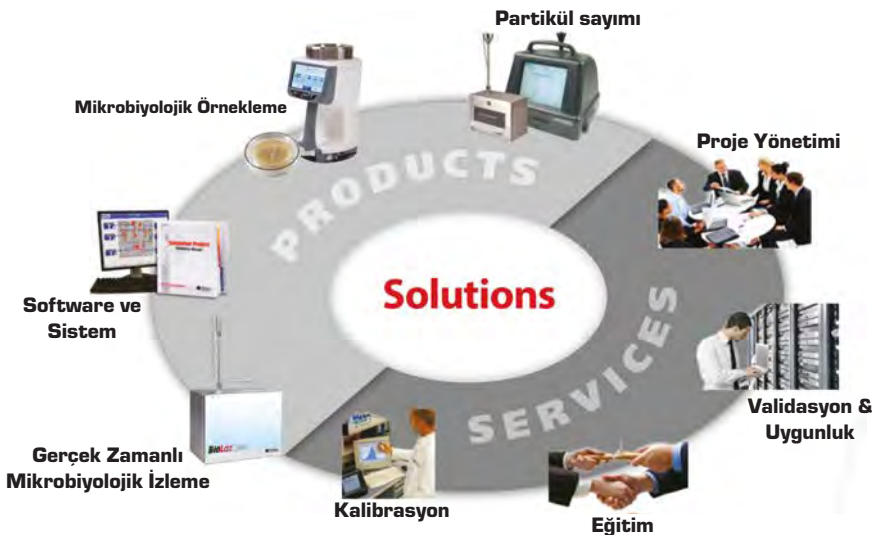 Partikül sayımı
Mikrobiyolojik Örnekleme
Proje Yönetimi
PRODUCTS
Solutions
SERVICES
Software ve
Sistem
Validasyon &
Uygunluk
Gerçek Zamanlı
Mikrobiyolojik İzleme
Kalibrasyon
Eğitim